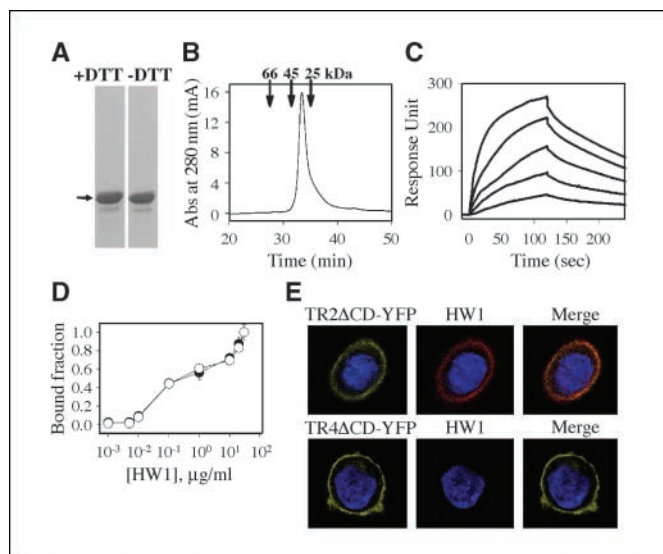 A
+DTT -DTT
B
66 45 25 kDa
Abs at 280 nm (mA)
16
12
8
4
0
20 30 40 50
Time (min)
C
Response Unit
300
200
100
0
0 50 100 150 200
Time (sec)
D
Bound fraction
1.0
0.8
0.6
0.4
0.2
0.0
10-3 10-2 10-1 100 101 102
[HW1], µg/ml
E
TR2ΔCD-YFP HW1 Merge
TR4ΔCD-YFP HW1 Merge